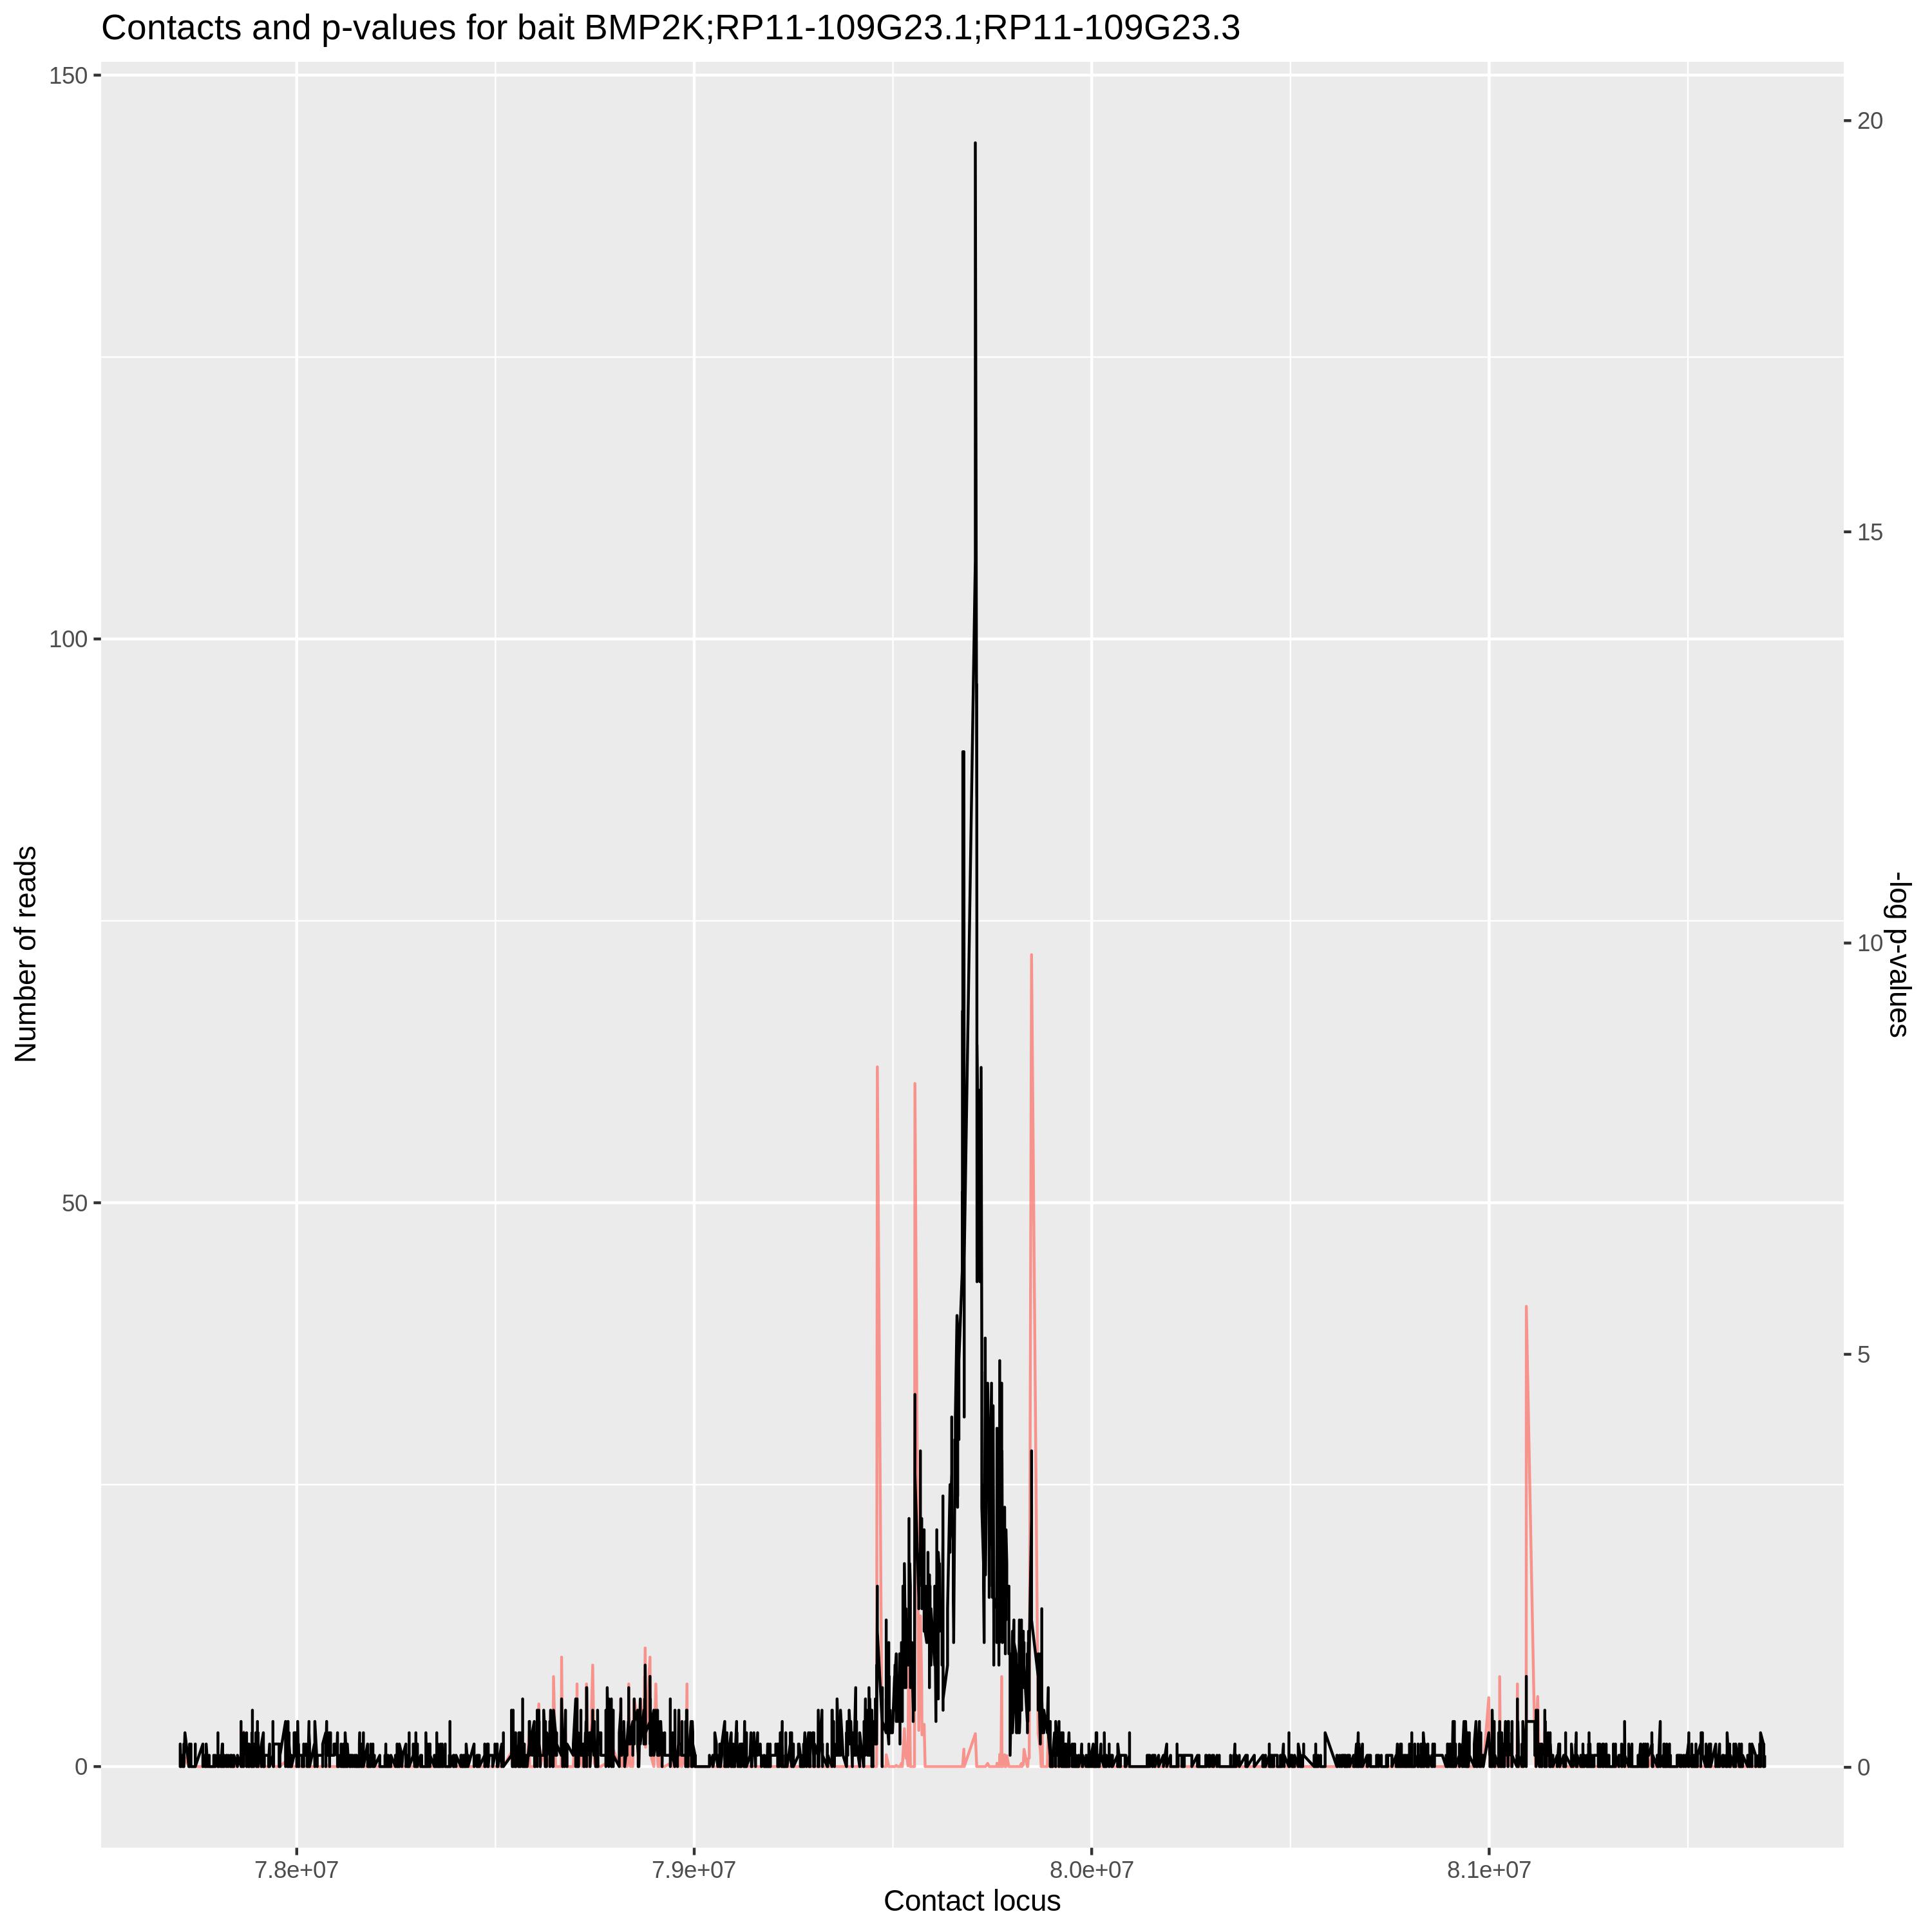 Contacts and p-values for bait BMP2K;RP11-109G23.1;RP11-109G23.3
150
100
50
0
Number of reads
20
15
10
5
0
-log p-values
7.8e+07
7.9e+07
8.0e+07
8.1e+07
Contact locus